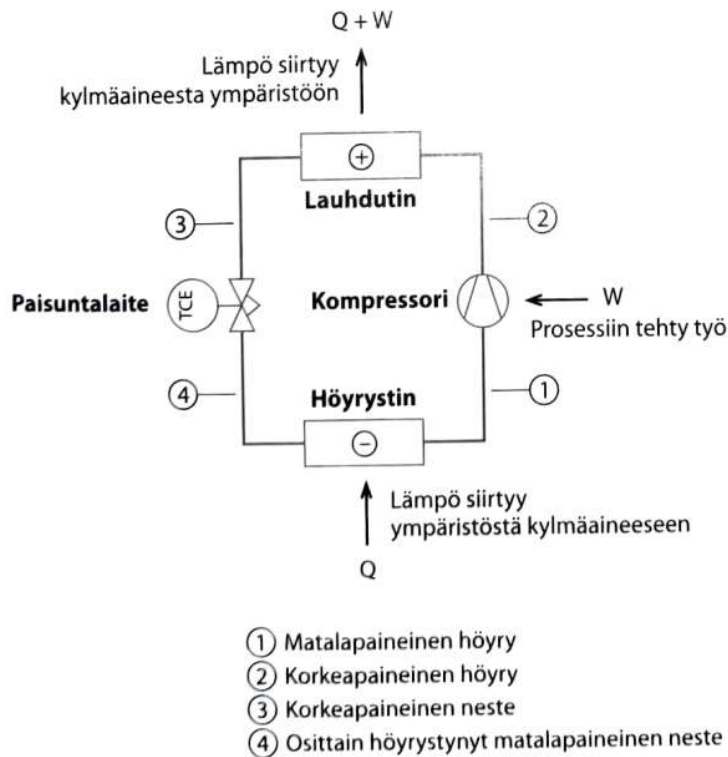 Q + W
Lämpö siirtyy
kylmäaineesta ympäristöön
Lauhdutin
3
2
Paisuntalaite
TCE
Kompressori
W
Prosessiin tehty työ
4
Höyrystin
1
Lämpö siirtyy
ympäristöstä kylmäaineeseen
Q
1 Matalapaineinen höyry
2 Korkeapaineinen höyry
3 Korkeapaineinen neste
4 Osittain höyrystynyt matalapaineinen neste